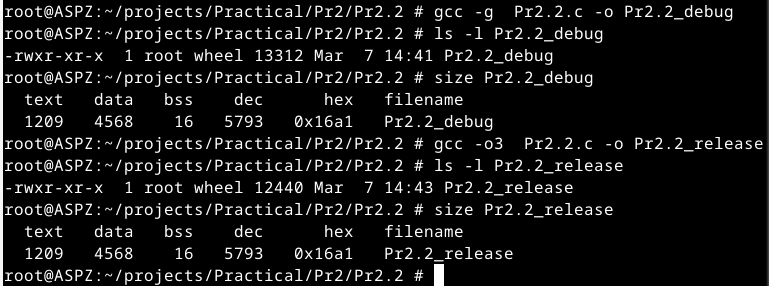 root@ASPZ:~/projects/Practical/Pr2/Pr2.2 # gcc -g  Pr2.2.c -o Pr2.2_debug
root@ASPZ:~/projects/Practical/Pr2/Pr2.2 # ls -l Pr2.2_debug
-rwxr-xr-x  1 root wheel 13312 Mar  7 14:41 Pr2.2_debug
root@ASPZ:~/projects/Practical/Pr2/Pr2.2 # size Pr2.2_debug
  text   data   bss   dec      hex   filename
  1209   4568    16   5793   0x16a1   Pr2.2_debug
root@ASPZ:~/projects/Practical/Pr2/Pr2.2 # gcc -o3  Pr2.2.c -o Pr2.2_release
root@ASPZ:~/projects/Practical/Pr2/Pr2.2 # ls -l Pr2.2_release
-rwxr-xr-x  1 root wheel 12440 Mar  7 14:43 Pr2.2_release
root@ASPZ:~/projects/Practical/Pr2/Pr2.2 # size Pr2.2_release
  text   data   bss   dec      hex   filename
  1209   4568    16   5793   0x16a1   Pr2.2_release
root@ASPZ:~/projects/Practical/Pr2/Pr2.2 #